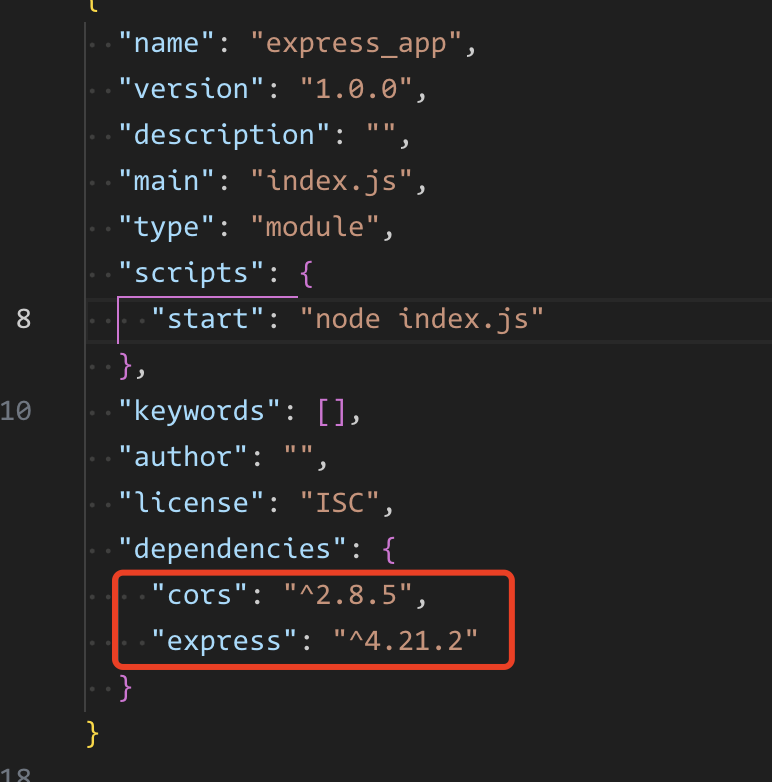 {
"name": "express_app",
"version": "1.0.0",
"description": "",
"main": "index.js",
"type": "module",
"scripts": {
8 "start": "node index.js"
},
10 "keywords": [],
"author": "",
"license": "ISC",
"dependencies": {
"cors": "^2.8.5",
"express": "^4.21.2"
}
}
18